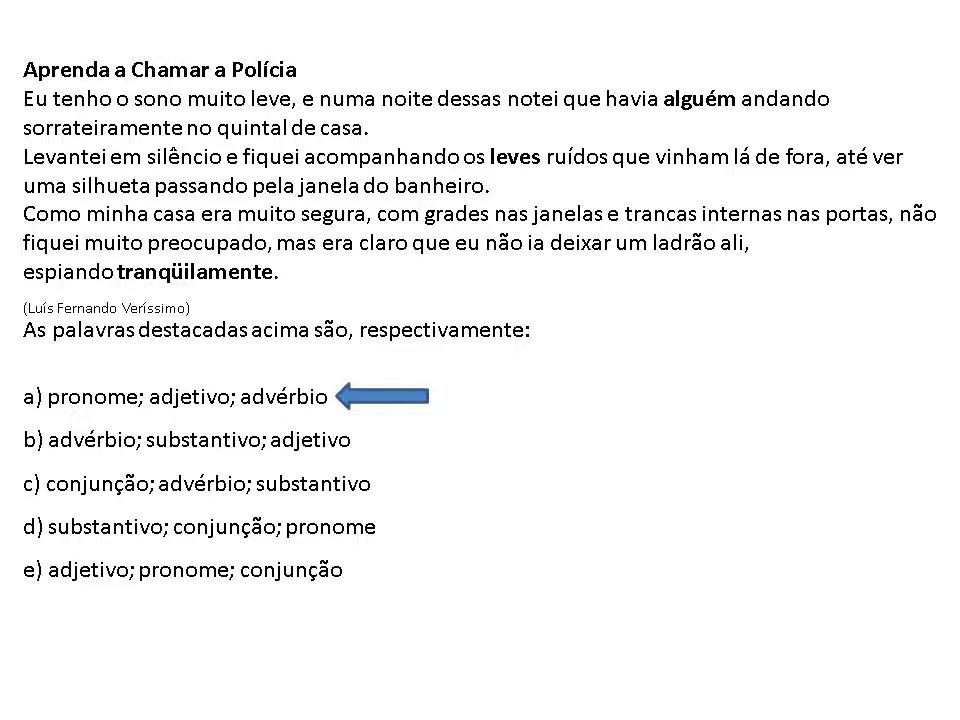 Aprenda a Chamar a Polícia
Eu tenho o sono muito leve, e numa noite dessas notei que havia alguém andando
sorrateiramente no quintal de casa.
Levantei em silêncio e fiquei acompanhando os leves ruídos que vinham lá de fora, até ver
uma silhueta passando pela janela do banheiro.
Como minha casa era muito segura, com grades nas janelas e trancas internas nas portas, não
fiquei muito preocupado, mas era claro que eu não ia deixar um ladrão ali,
espiando tranqüilamente.
(Luís Fernando Veríssimo)
As palavras destacadas acima são, respectivamente:
a) pronome; adjetivo; advérbio
b) advérbio; substantivo; adjetivo
c) conjunção; advérbio; substantivo
d) substantivo; conjunção; pronome
e) adjetivo; pronome; conjunção